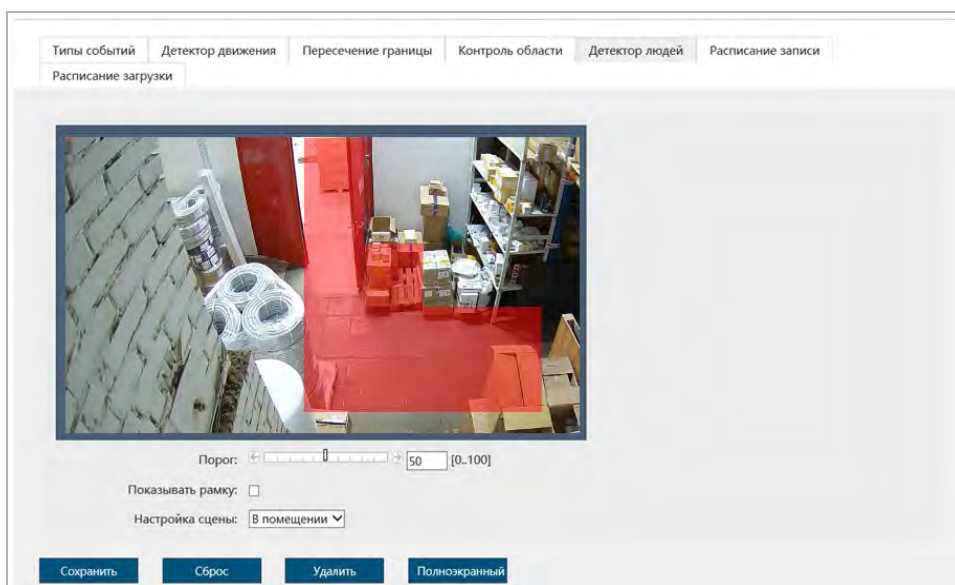 Типы событий Детектор движения Пересечение границы Контроль области Детектор людей Расписание записи
Расписание загрузки
Порог: 50 [0..100]
Показывать рамку:
Настройка сцены: В помещении
Сохранить Сброс Удалить Полноэкранный